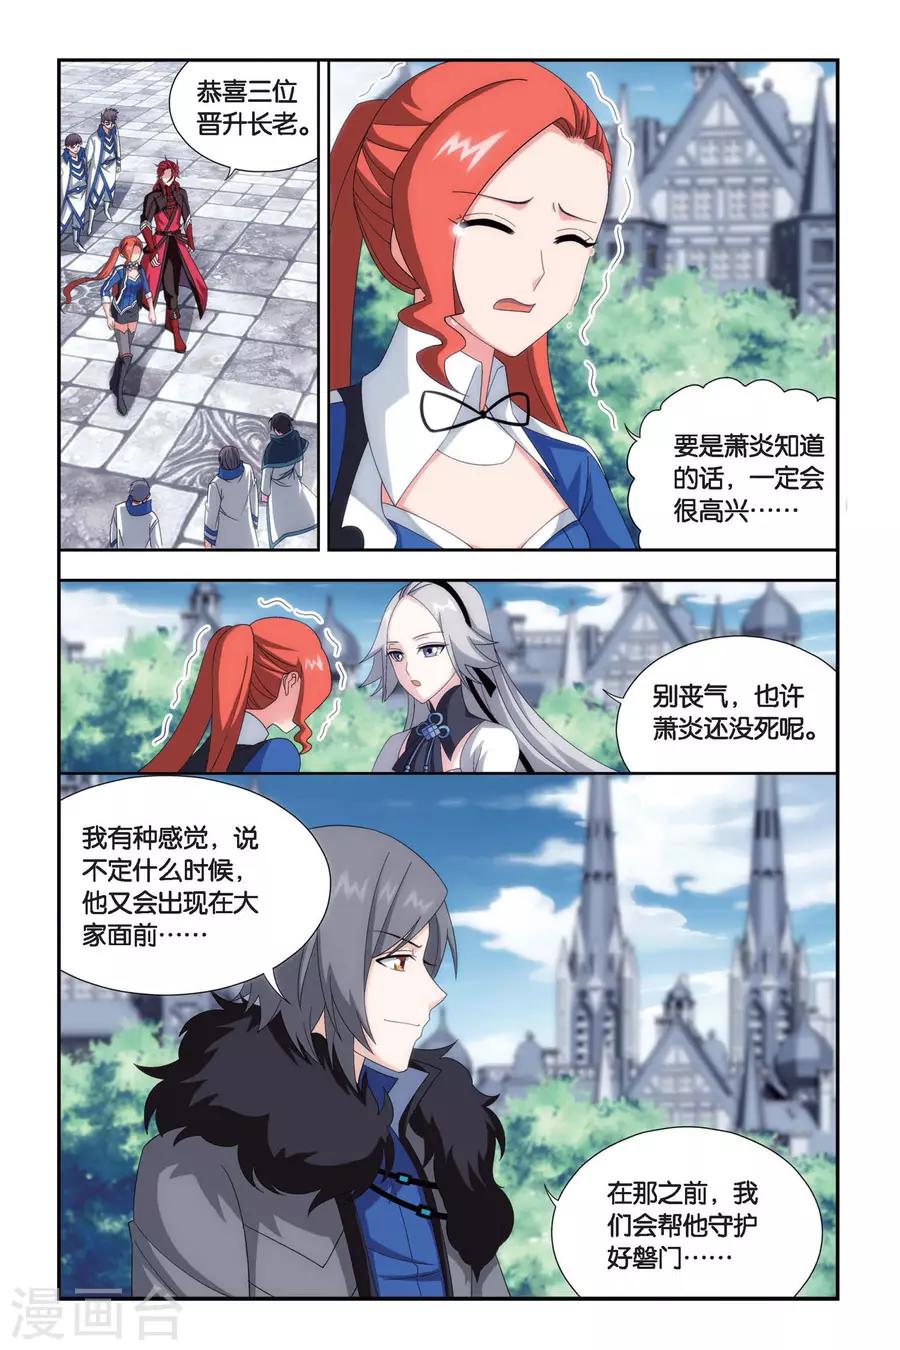 恭喜三位
晋升长老。
要是萧炎知道
的话，一定会
很高兴……
别丧气，也许
萧炎还没死呢。
我有种感觉，说
不定什么时候，
他又会出现在大
家面前……
在那之前，我
们会帮他守护
好磐门……
漫画台